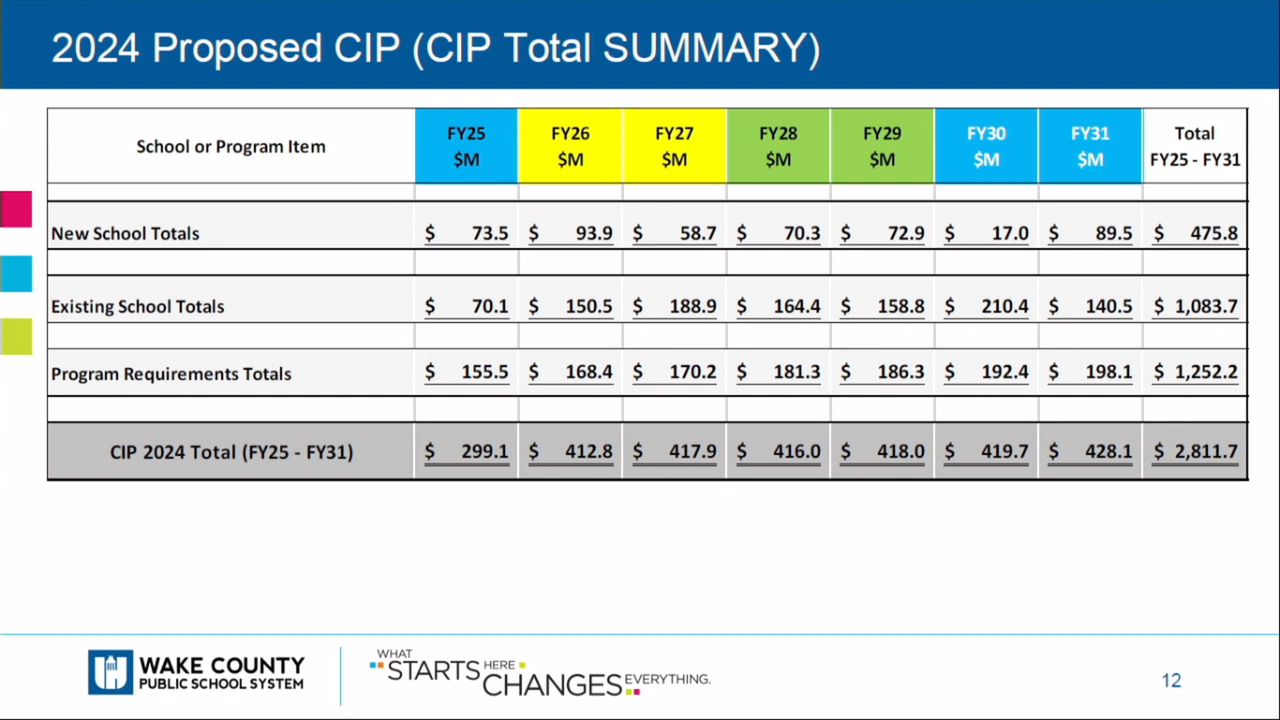 2024 Proposed CIP (CIP Total SUMMARY)
School or Program Item FY25 $M FY26 $M FY27 $M FY28 $M FY29 $M FY30 $M FY31 $M Total FY25 - FY31
New School Totals $ 73.5 $ 93.9 $ 58.7 $ 70.3 $ 72.9 $ 17.0 $ 89.5 $ 475.8
Existing School Totals $ 70.1 $ 150.5 $ 188.9 $ 164.4 $ 158.8 $ 210.4 $ 140.5 $ 1,083.7
Program Requirements Totals $ 155.5 $ 168.4 $ 170.2 $ 181.3 $ 186.3 $ 192.4 $ 198.1 $ 1,252.2
CIP 2024 Total (FY25 - FY31) $ 299.1 $ 412.8 $ 417.9 $ 416.0 $ 418.0 $ 419.7 $ 428.1 $ 2,811.7
WAKE COUNTY
PUBLIC SCHOOL SYSTEM
WHAT
STARTS HERE
CHANGES EVERYTHING.
12